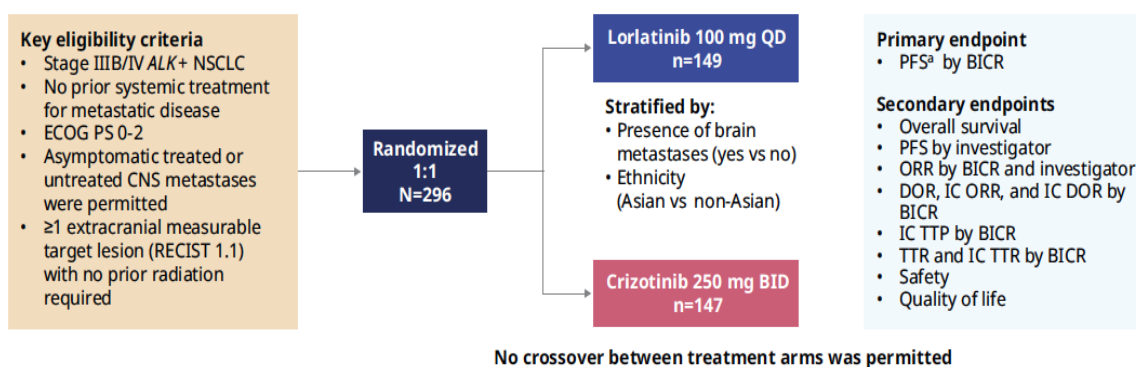 Key eligibility criteria
• Stage IIIB/IV ALK+ NSCLC
• No prior systemic treatment
for metastatic disease
• ECOG PS 0-2
• Asymptomatic treated or
untreated CNS metastases
were permitted
• ≥1 extracranial measurable
target lesion (RECIST 1.1)
with no prior radiation
required
Randomized
1:1
N=296
Lorlatinib 100 mg QD
n=149
Stratified by:
• Presence of brain
metastases (yes vs no)
• Ethnicity
(Asian vs non-Asian)
Crizotinib 250 mg BID
n=147
Primary endpoint
• PFSᵃ by BICR
Secondary endpoints
• Overall survival
• PFS by investigator
• ORR by BICR and investigator
• DOR, IC ORR, and IC DOR by
BICR
• IC TTP by BICR
• TTR and IC TTR by BICR
• Safety
• Quality of life
No crossover between treatment arms was permitted